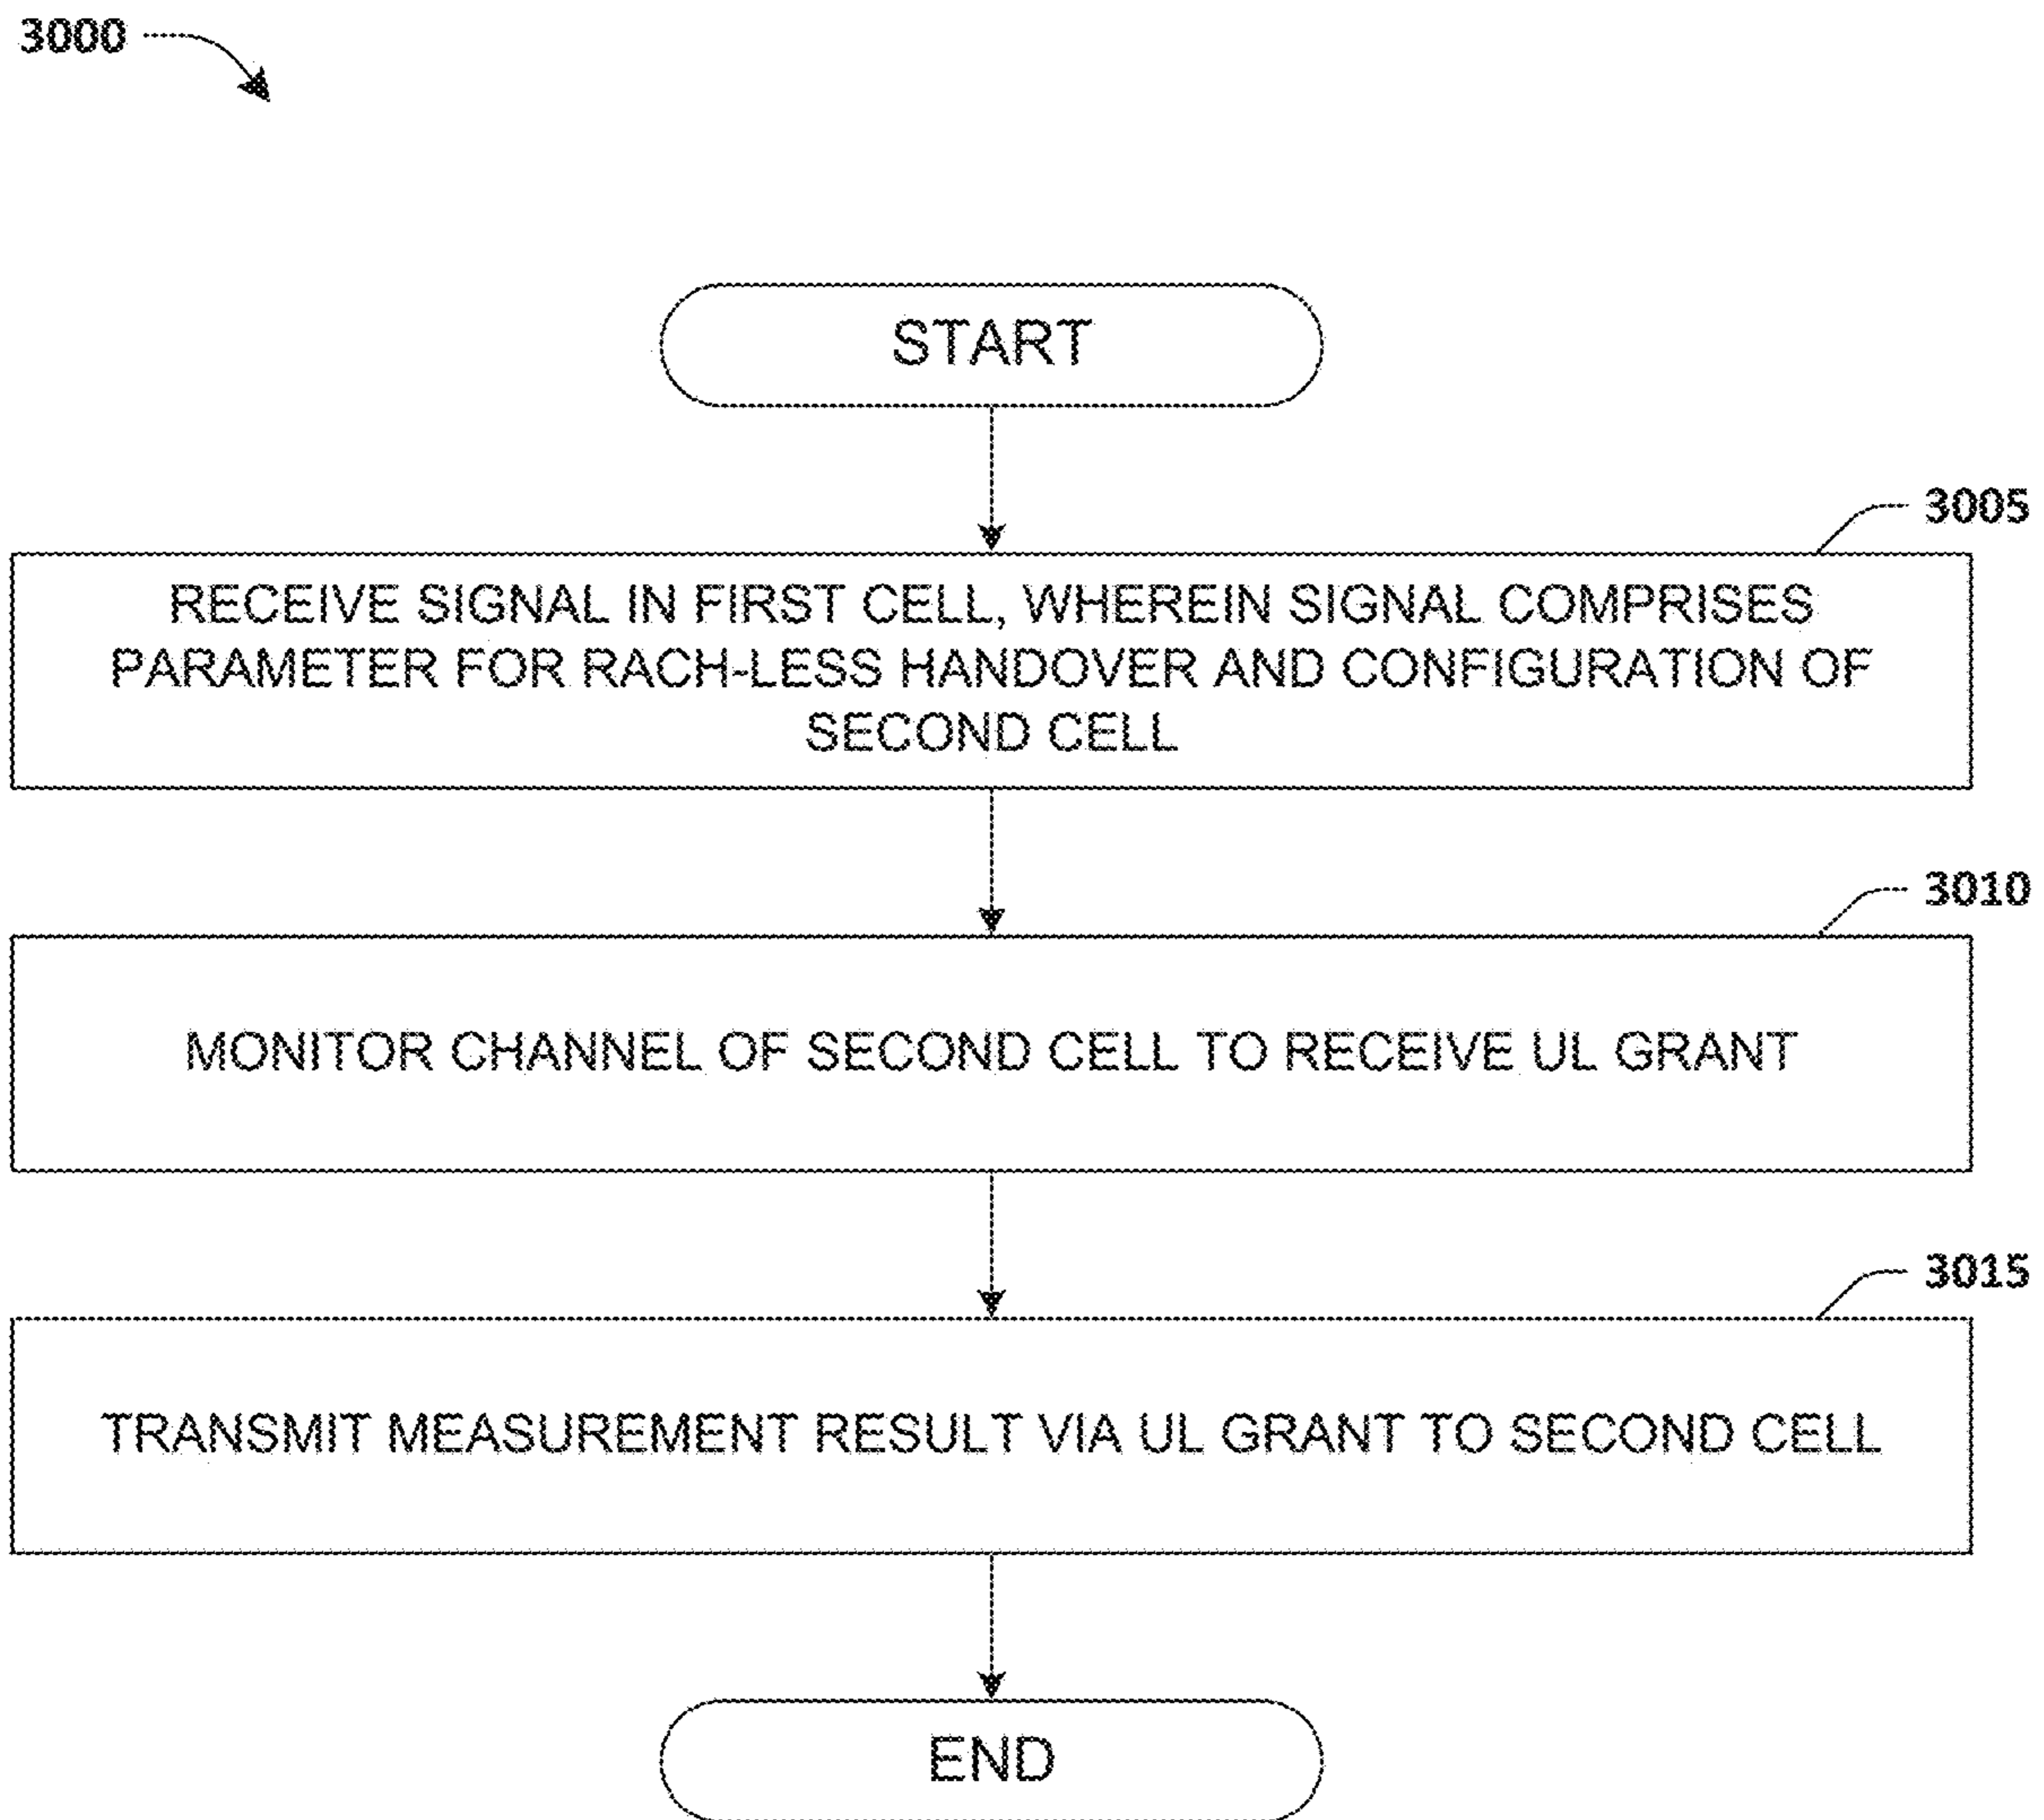 3000
START
3005
RECEIVE SIGNAL IN FIRST CELL, WHEREIN SIGNAL COMPRISES
PARAMETER FOR RACH-LESS HANDOVER AND CONFIGURATION OF
SECOND CELL
3010
MONITOR CHANNEL OF SECOND CELL TO RECEIVE UL GRANT
3015
TRANSMIT MEASUREMENT RESULT VIA UL GRANT TO SECOND CELL
END